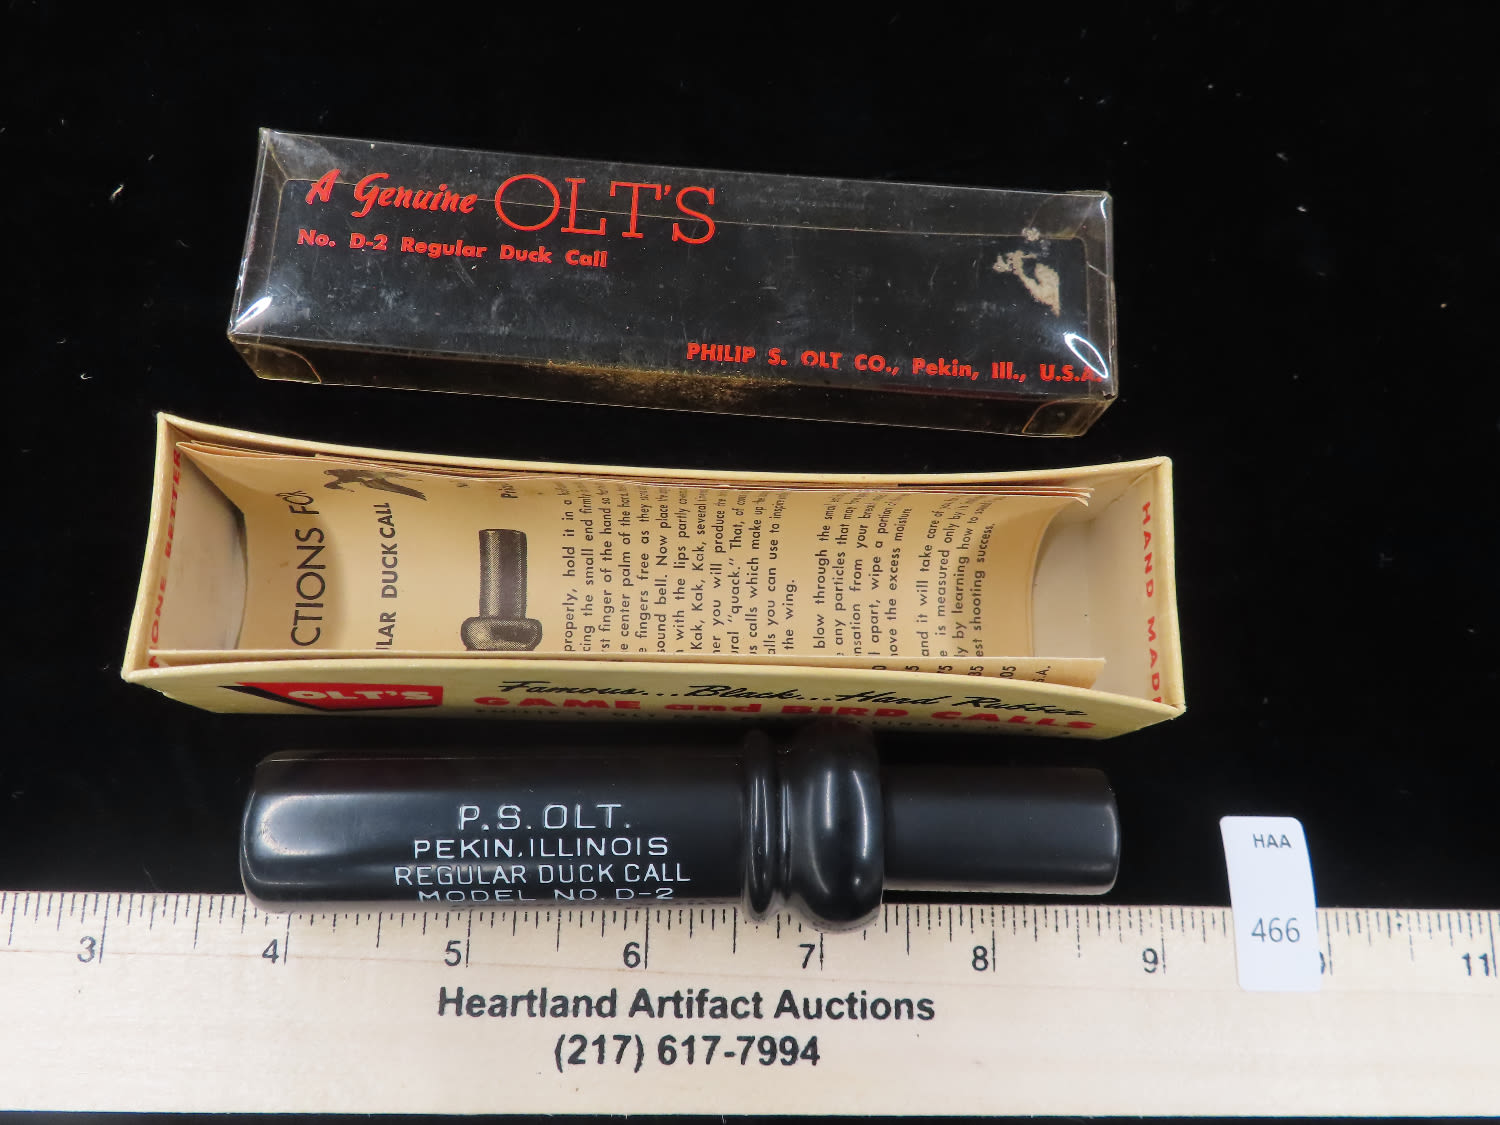 A Genuine OLT'S
No. D-2 Regular Duck Call
PHILIP S. OLT CO., Pekin, Ill., U.S.A.
NONE BETTER
HAND MADE
CTIONS FO
LAR DUCK CALL
properly, hold it in a
cing the small end firmly
st finger of the hand so
e center palm of the
e fingers free as they
sound bell. Now place
with the lips partly
Kak, Kak, Kak, several
her you will produce
ural "quack." That, of
us calls which make up
alls you can use to
the wing.
blow through the
any particles that may
nsation from your
l apart, wipe a portion
ove the excess moisture
and it will take care
e is measured only by
ly by learning how to
est shooting success.
OLT'S Famous...Black...Hard Rubber
GAME and BIRD CALLS
P.S. OLT.
PEKIN, ILLINOIS
REGULAR DUCK CALL
MODEL NO. D-2
HAA
466
3 4 5 6 7 8 9 11
Heartland Artifact Auctions
(217) 617-7994